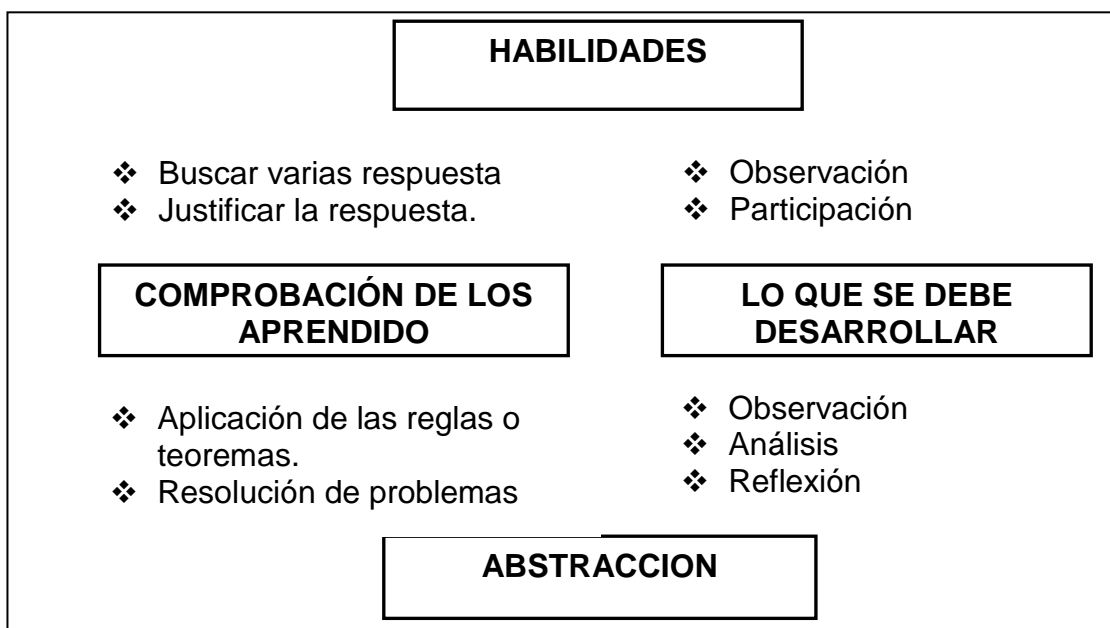 HABILIDADES
❖ Buscar varias respuesta
❖ Justificar la respuesta.
❖ Observación
❖ Participación
COMPROBACIÓN DE LOS
APRENDIDO
LO QUE SE DEBE
DESARROLLAR
❖ Aplicación de las reglas o
teoremas.
❖ Resolución de problemas
❖ Observación
❖ Análisis
❖ Reflexión
ABSTRACCION